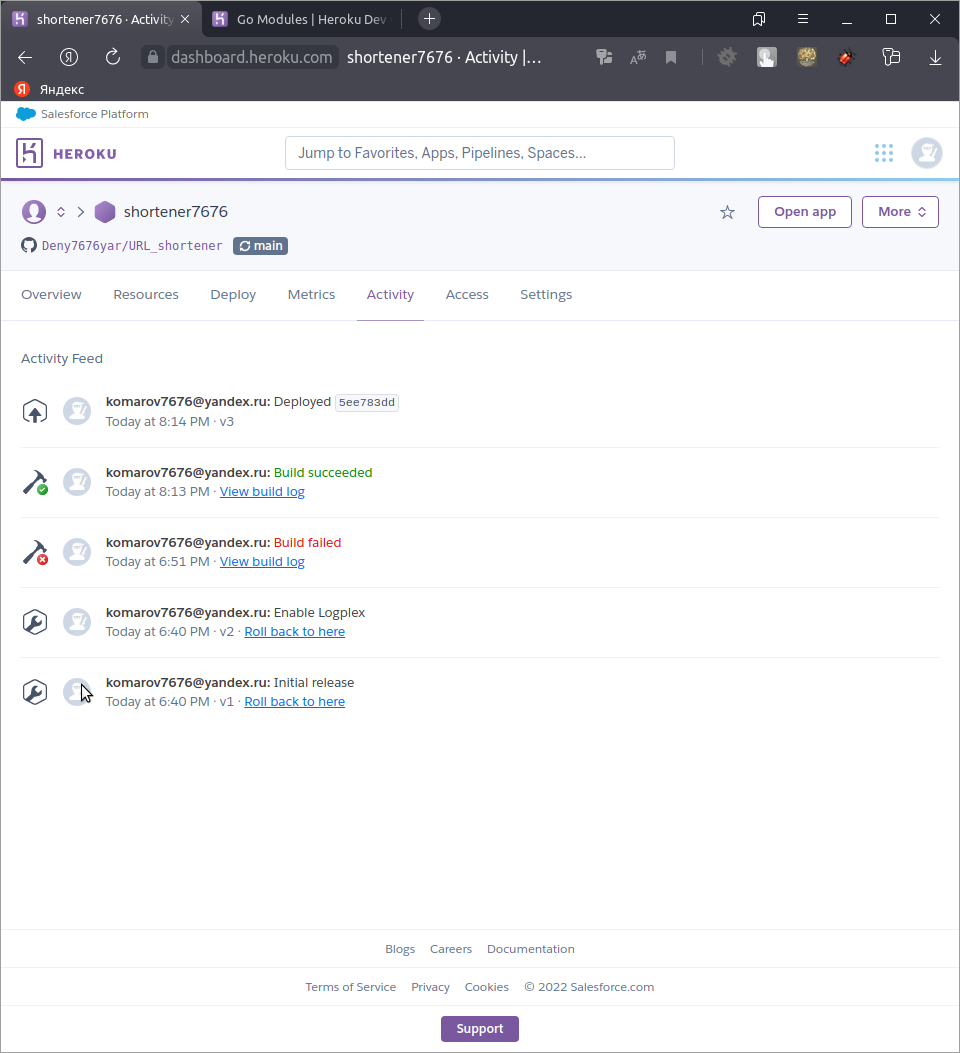 shortener7676 · Activity
Go Modules | Heroku Dev
dashboard.heroku.com shortener7676 · Activity |...
Я Яндекс
Salesforce Platform
HEROKU
Jump to Favorites, Apps, Pipelines, Spaces...
shortener7676
Open app
More
Deny7676yar/URL_shortener
main
Overview Resources Deploy Metrics Activity Access Settings
Activity Feed
komarov7676@yandex.ru: Deployed 5ee783dd
Today at 8:14 PM · v3
komarov7676@yandex.ru: Build succeeded
Today at 8:13 PM · View build log
komarov7676@yandex.ru: Build failed
Today at 6:51 PM · View build log
komarov7676@yandex.ru: Enable Logplex
Today at 6:40 PM · v2 · Roll back to here
komarov7676@yandex.ru: Initial release
Today at 6:40 PM · v1 · Roll back to here
Blogs Careers Documentation
Terms of Service Privacy Cookies © 2022 Salesforce.com
Support